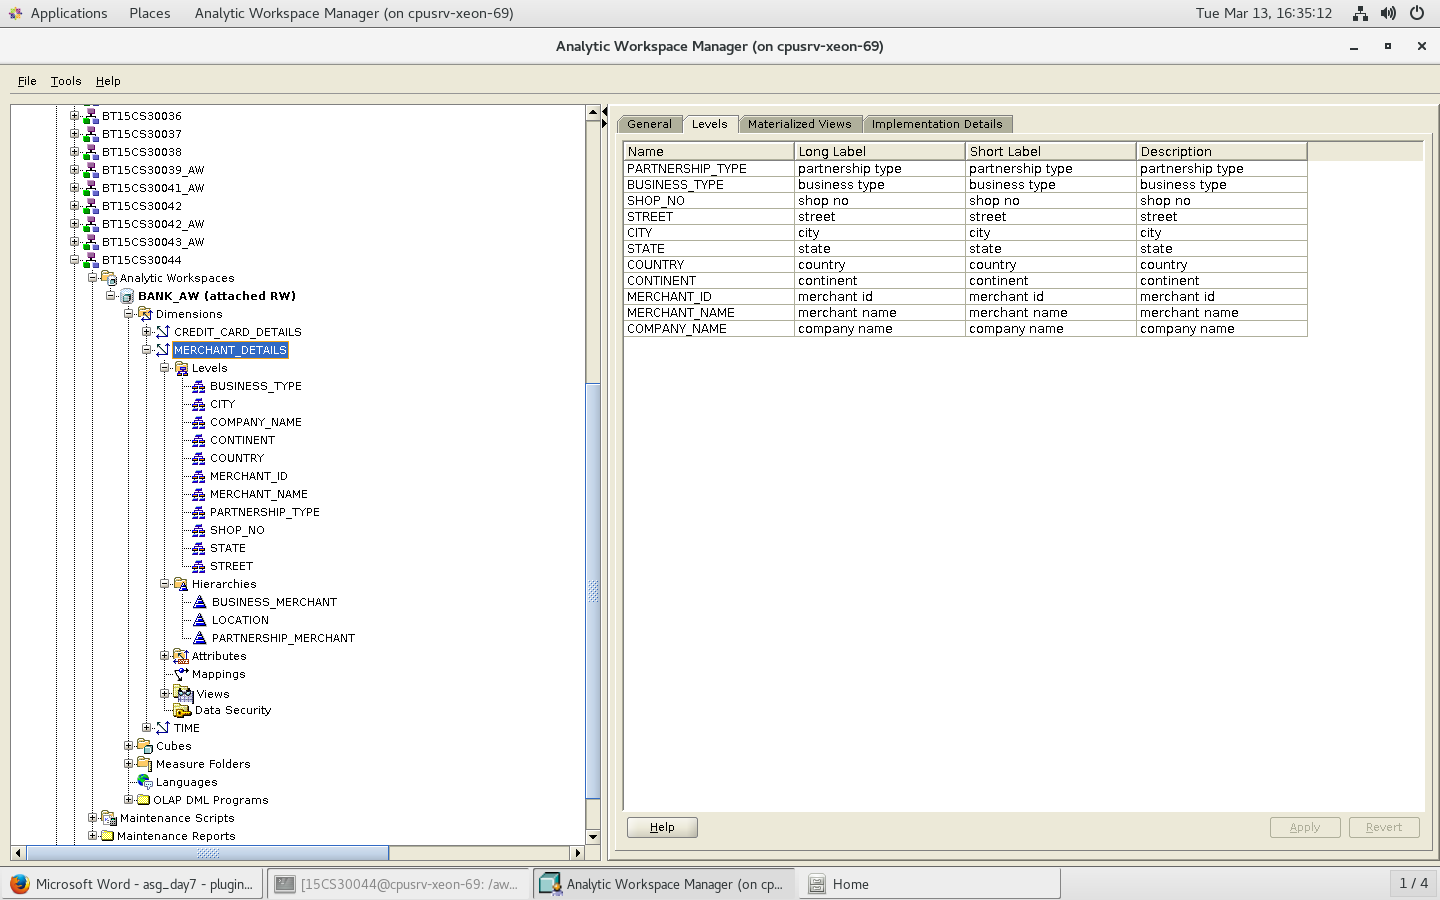 Applications Places Analytic Workspace Manager (on cpusrv-xeon-69) Tue Mar 13, 16:35:12
Analytic Workspace Manager (on cpusrv-xeon-69)
File Tools Help
BT15CS30036
BT15CS30037
BT15CS30038
BT15CS30039_AW
BT15CS30041_AW
BT15CS30042
BT15CS30042_AW
BT15CS30043_AW
BT15CS30044
Analytic Workspaces
BANK_AW (attached RW)
Dimensions
CREDIT_CARD_DETAILS
MERCHANT_DETAILS
Levels
BUSINESS_TYPE
CITY
COMPANY_NAME
CONTINENT
COUNTRY
MERCHANT_ID
MERCHANT_NAME
PARTNERSHIP_TYPE
SHOP_NO
STATE
STREET
Hierarchies
BUSINESS_MERCHANT
LOCATION
PARTNERSHIP_MERCHANT
Attributes
Mappings
Views
Data Security
TIME
Cubes
Measure Folders
Languages
OLAP DML Programs
Maintenance Scripts
Maintenance Reports
General Levels Materialized Views Implementation Details
Name Long Label Short Label Description
PARTNERSHIP_TYPE partnership type partnership type partnership type
BUSINESS_TYPE business type business type business type
SHOP_NO shop no shop no shop no
STREET street street street
CITY city city city
STATE state state state
COUNTRY country country country
CONTINENT continent continent continent
MERCHANT_ID merchant id merchant id merchant id
MERCHANT_NAME merchant name merchant name merchant name
COMPANY_NAME company name company name company name
Help Apply Revert
Microsoft Word - asg_day7 - plugin... [15CS30044@cpusrv-xeon-69: /aw... Analytic Workspace Manager (on cp... Home 1 / 4